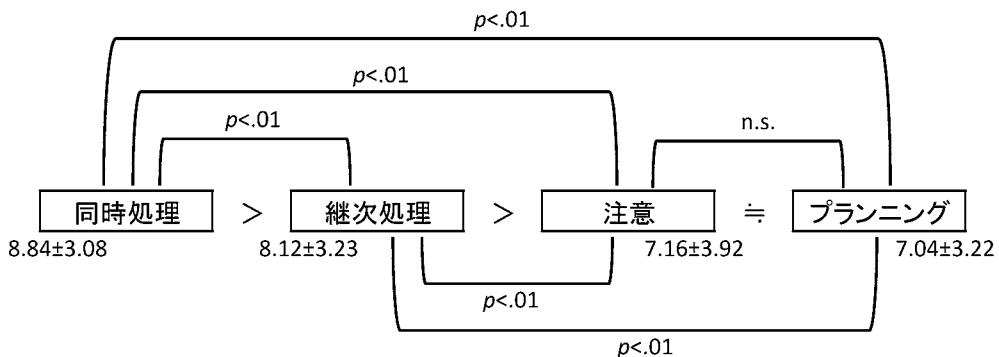 p<.01
p<.01
p<.01
n.s.
同時処理 > 継次処理 > 注意 ≒ プランニング
8.84±3.08 8.12±3.23 7.16±3.92 7.04±3.22
p<.01
p<.01